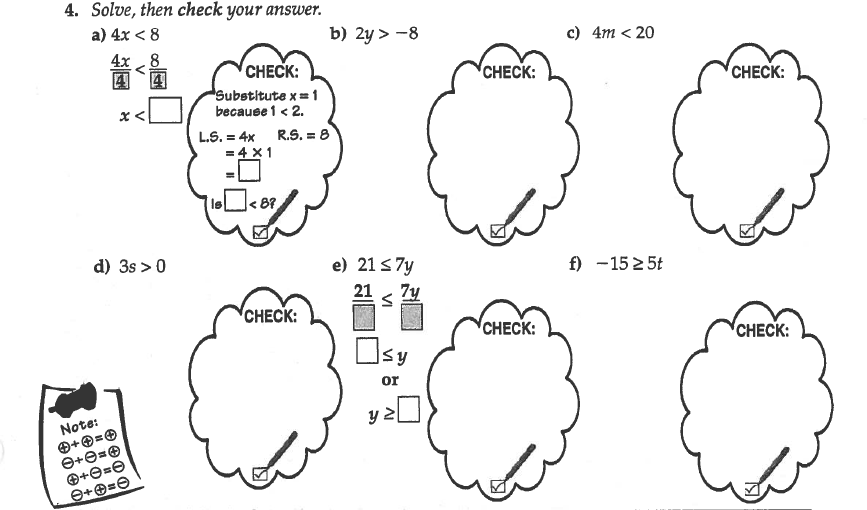 4. Solve, then check your answer.
a) 4x < 8
4x/4 < 8/4
x <
CHECK:
Substitute x = 1
because 1 < 2.
L.S. = 4x R.S. = 8
= 4 × 1
=
Is < 8?
b) 2y > −8
CHECK:
c) 4m < 20
CHECK:
d) 3s > 0
CHECK:
e) 21 ≤ 7y
21 ≤ 7y
≤ y
or
y ≥
CHECK:
f) −15 ≥ 5t
CHECK:
Note:
⊕+⊕=⊕
⊖+⊖=⊕
⊕+⊖=⊖
⊖+⊕=⊖